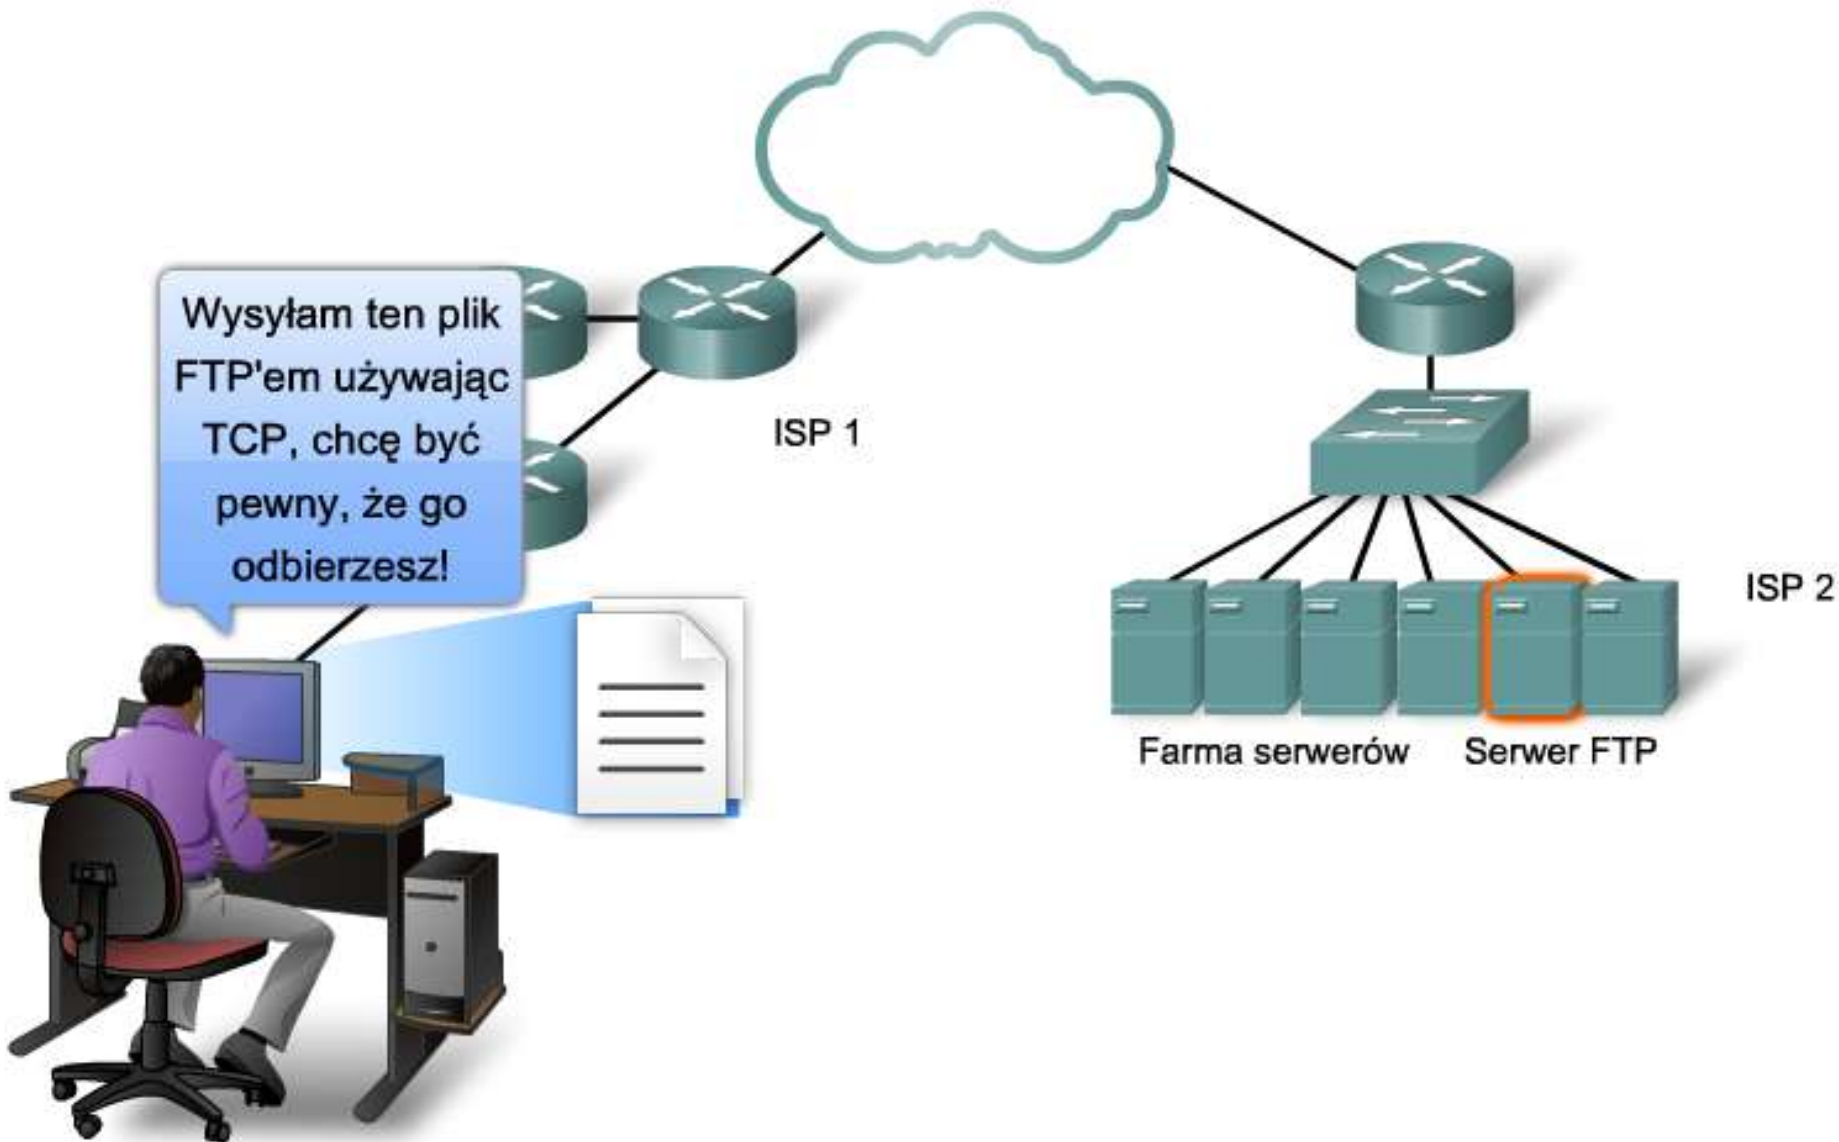 Wysyłam ten plik
FTP'em używając
TCP, chcę być
pewny, że go
odbierzesz!
ISP 1
ISP 2
Farma serwerów
Serwer FTP